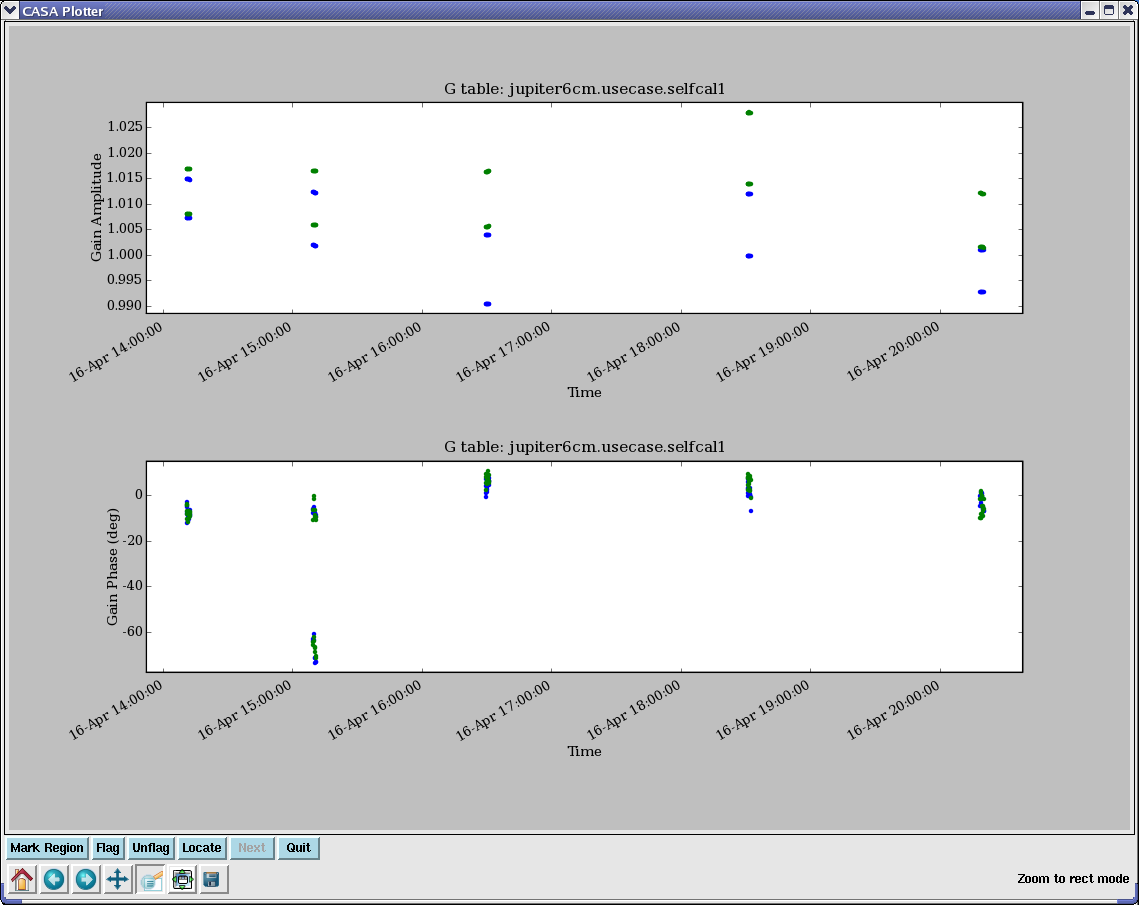 CASA Plotter
G table: jupiter6cm.usecase.selfcal1
Gain Amplitude
1.025
1.020
1.015
1.010
1.005
1.000
0.995
0.990
16-Apr 14:00:00
16-Apr 15:00:00
16-Apr 16:00:00
16-Apr 17:00:00
16-Apr 18:00:00
16-Apr 19:00:00
16-Apr 20:00:00
Time
G table: jupiter6cm.usecase.selfcal1
Gain Phase (deg)
0
-20
-40
-60
16-Apr 14:00:00
16-Apr 15:00:00
16-Apr 16:00:00
16-Apr 17:00:00
16-Apr 18:00:00
16-Apr 19:00:00
16-Apr 20:00:00
Time
Mark Region Flag Unflag Locate Next Quit
Zoom to rect mode